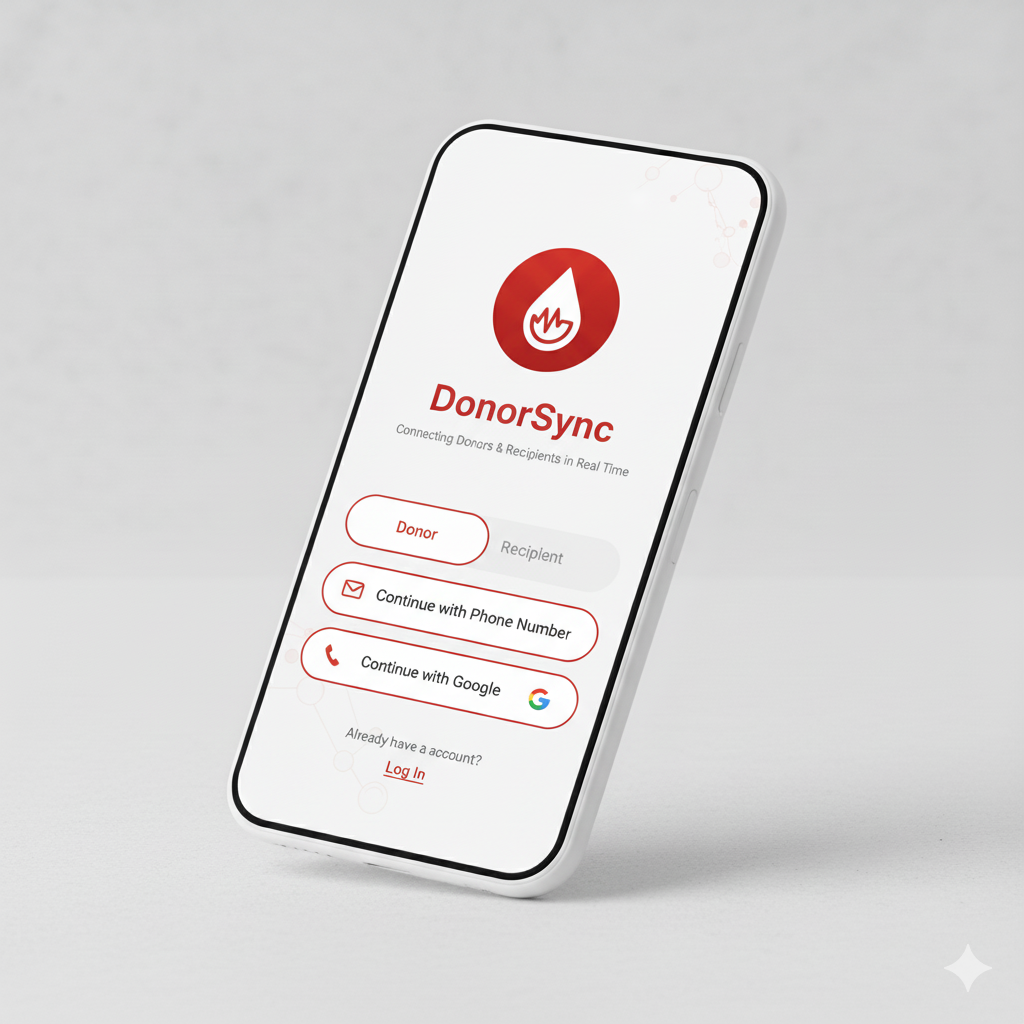 DonorSync
Connecting Donors & Recipients in Real Time
Donor
Recipient
Continue with Phone Number
Continue with Google
Already have a account?
Log In